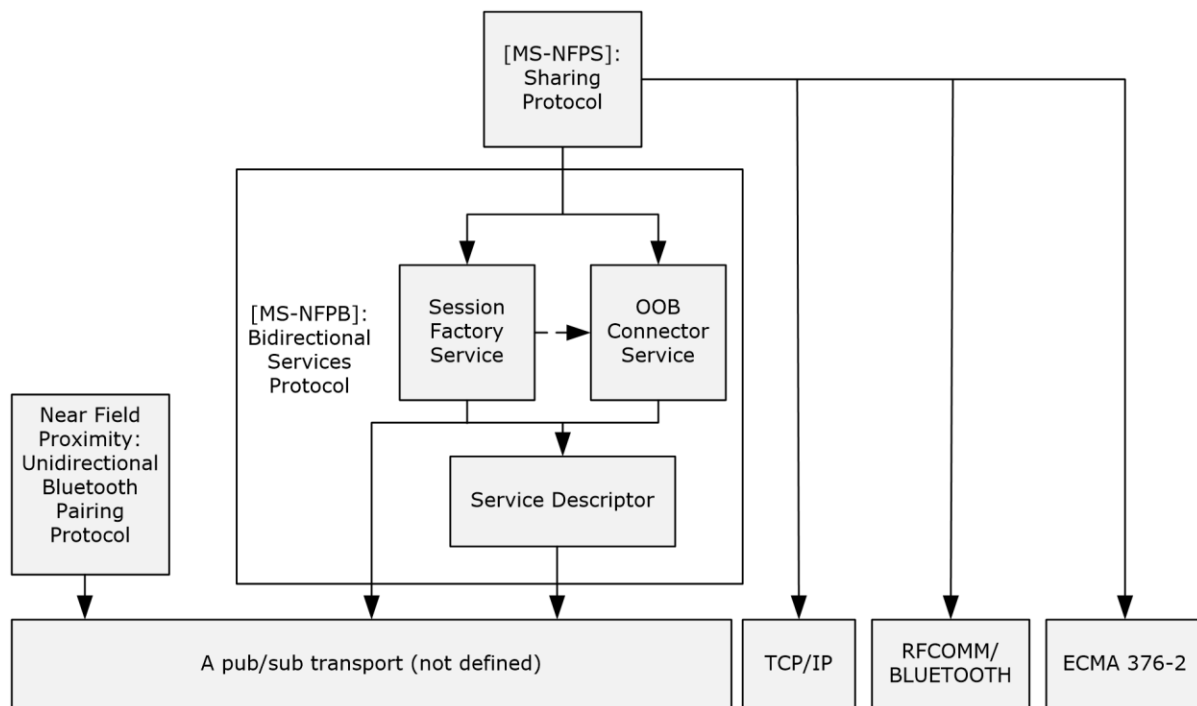 [MS-NFPS]:
Sharing
Protocol
[MS-NFPB]:
Bidirectional
Services
Protocol
Session
Factory
Service
OOB
Connector
Service
Near Field
Proximity:
Unidirectional
Bluetooth
Pairing
Protocol
Service Descriptor
A pub/sub transport (not defined)
TCP/IP
RFCOMM/
BLUETOOTH
ECMA 376-2